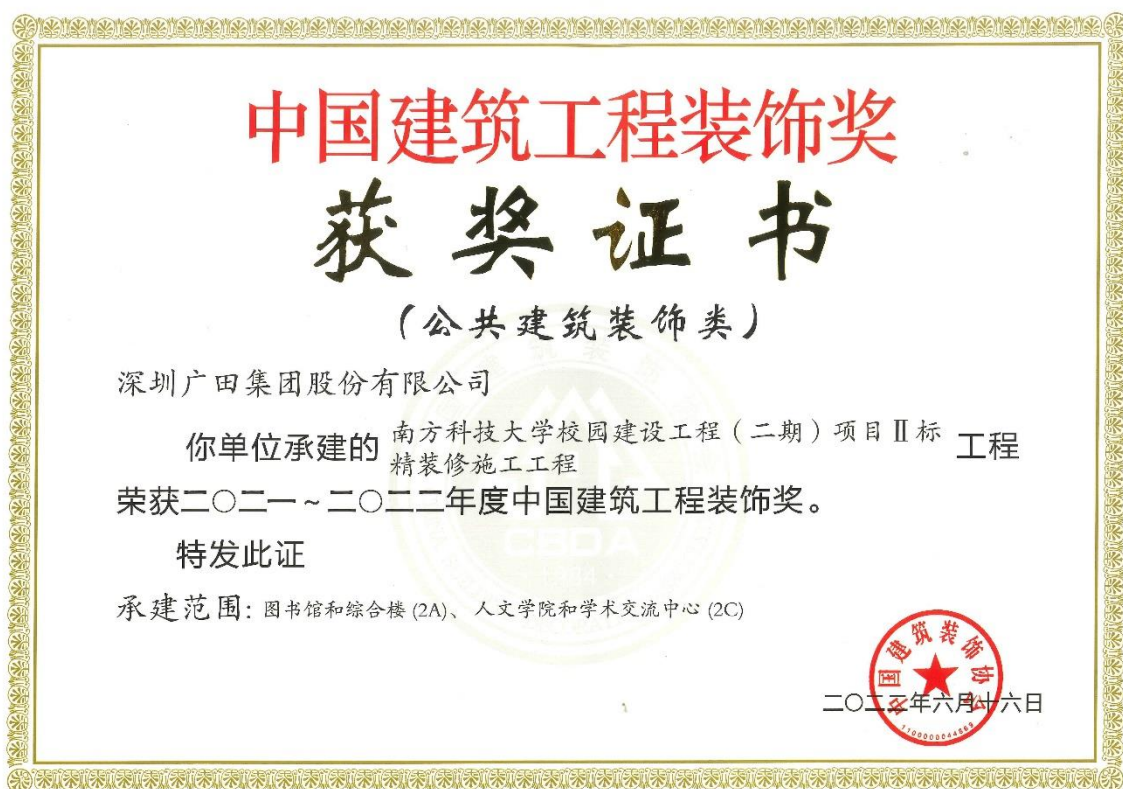 中国建筑工程装饰奖
获奖证书
(公共建筑装饰类)
深圳广田集团股份有限公司
你单位承建的 南方科技大学校园建设工程(二期)项目Ⅱ标
精装修施工工程 工程
荣获二〇二一~二〇二二年度中国建筑工程装饰奖。
特发此证
承建范围: 图书馆和综合楼 (2A)、人文学院和学术交流中心 (2C)
中国建筑装饰协会
二〇二三年六月十六日
CBDA